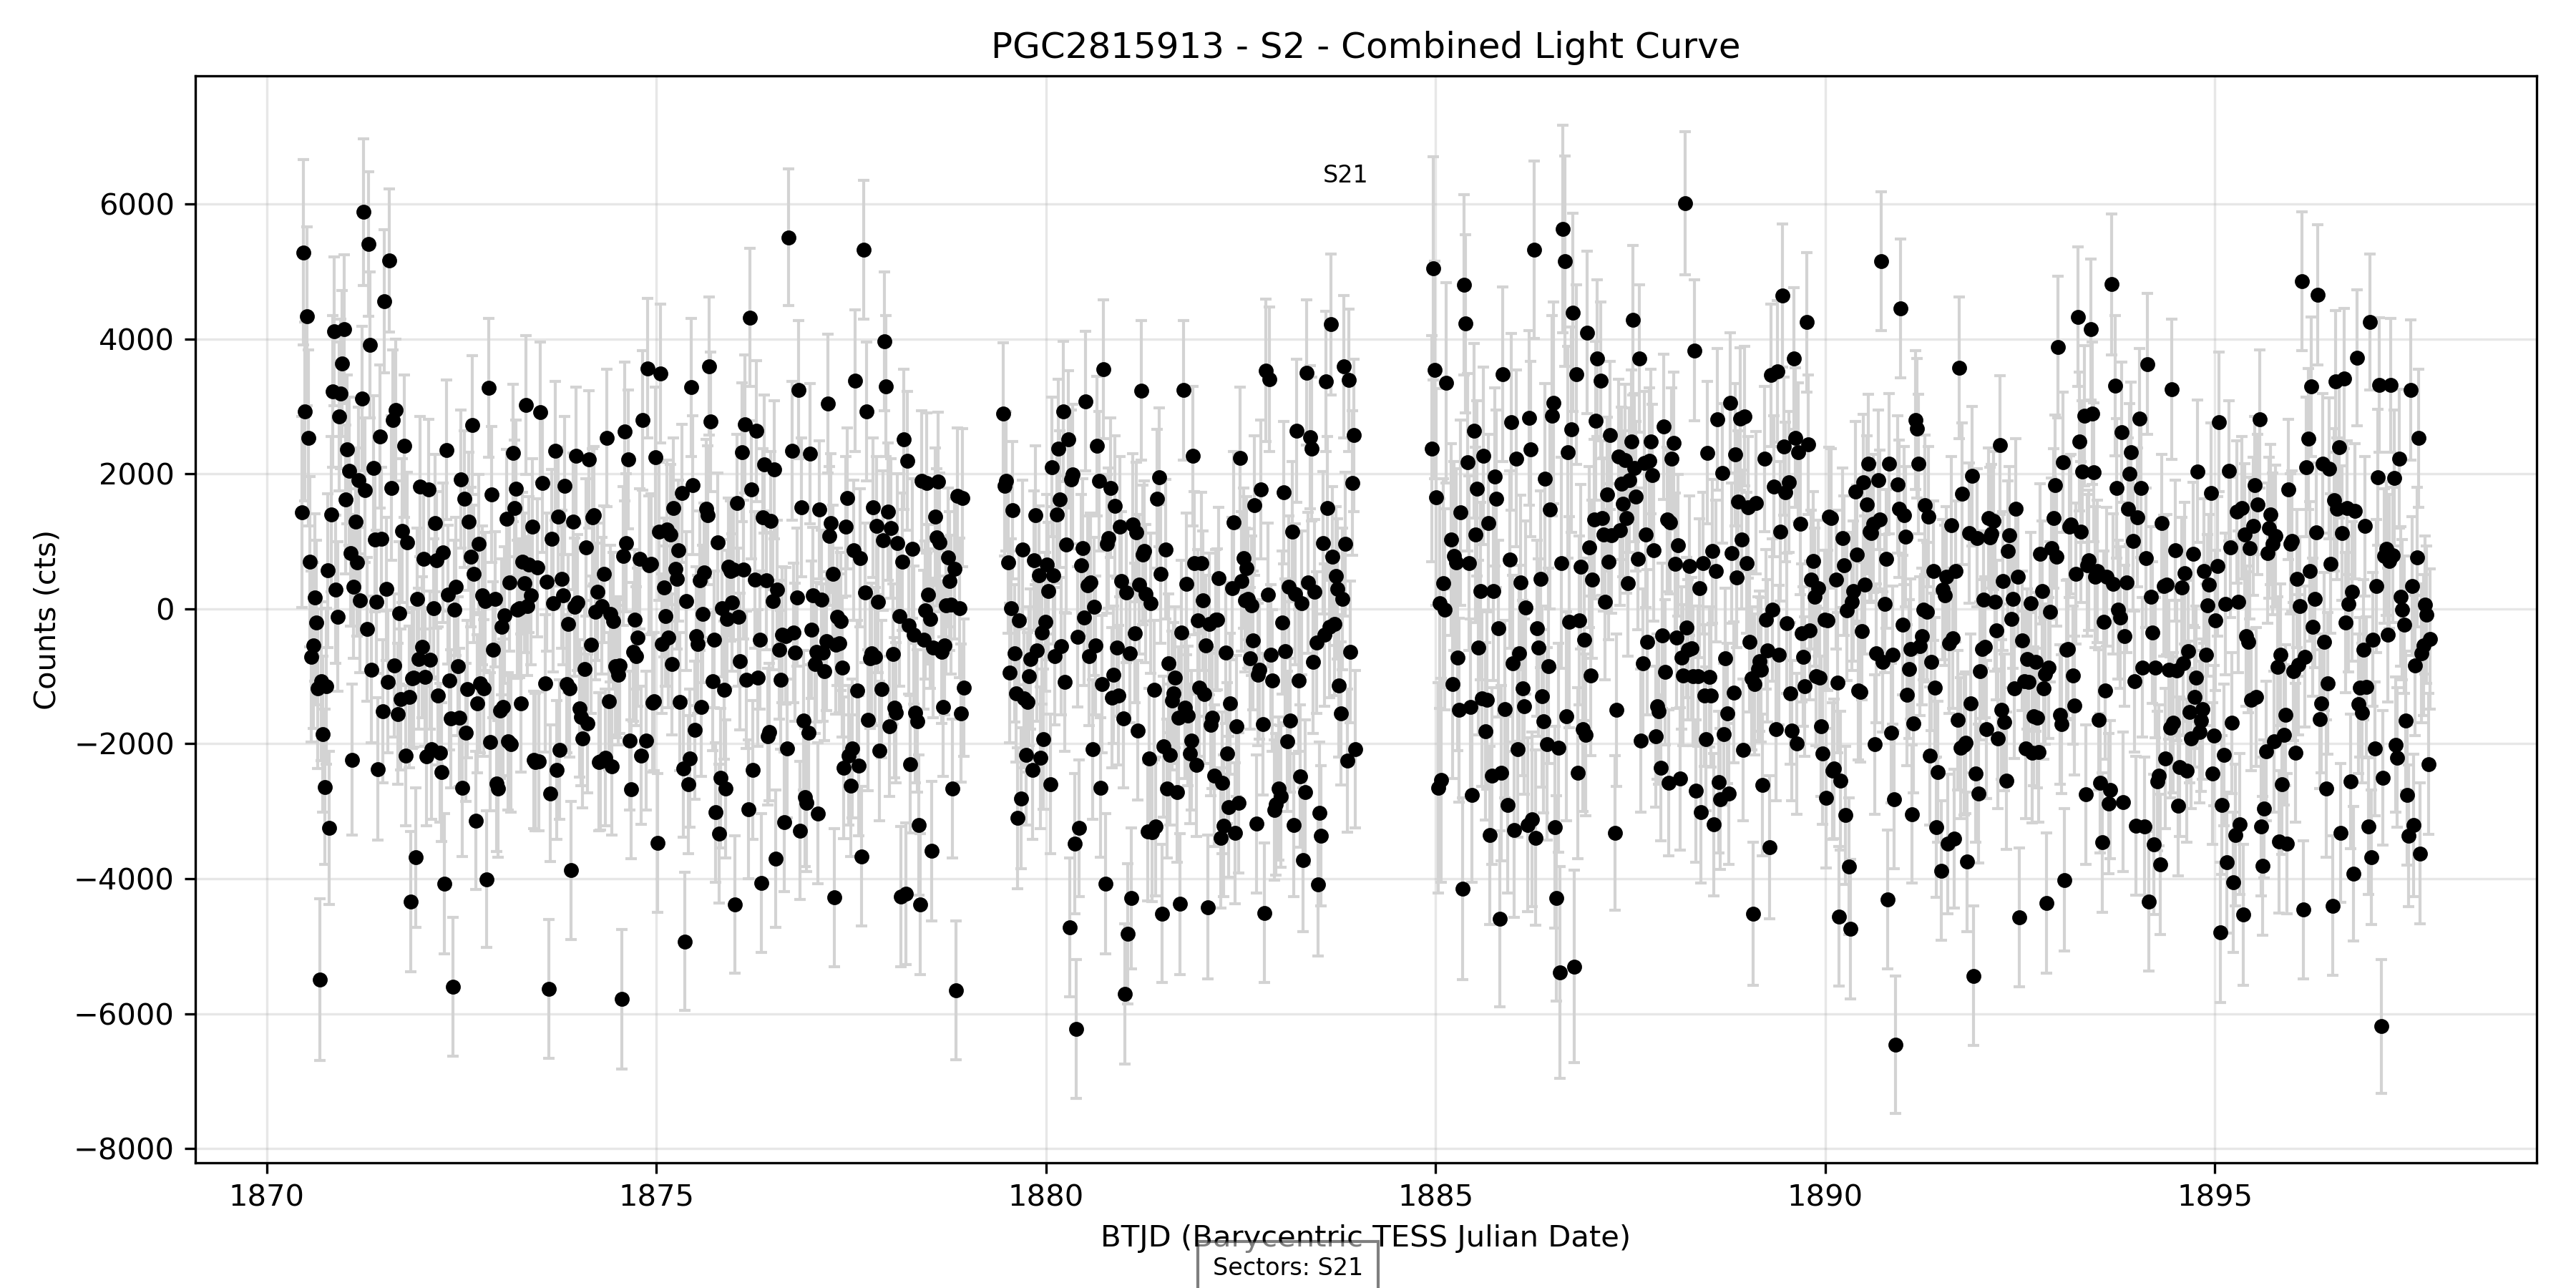 PGC2815913 - S2 - Combined Light Curve
S21
6000
4000
2000
0
−2000
−4000
−6000
−8000
Counts (cts)
1870 1875 1880 1885 1890 1895
BTJD (Barycentric TESS Julian Date)
Sectors: S21